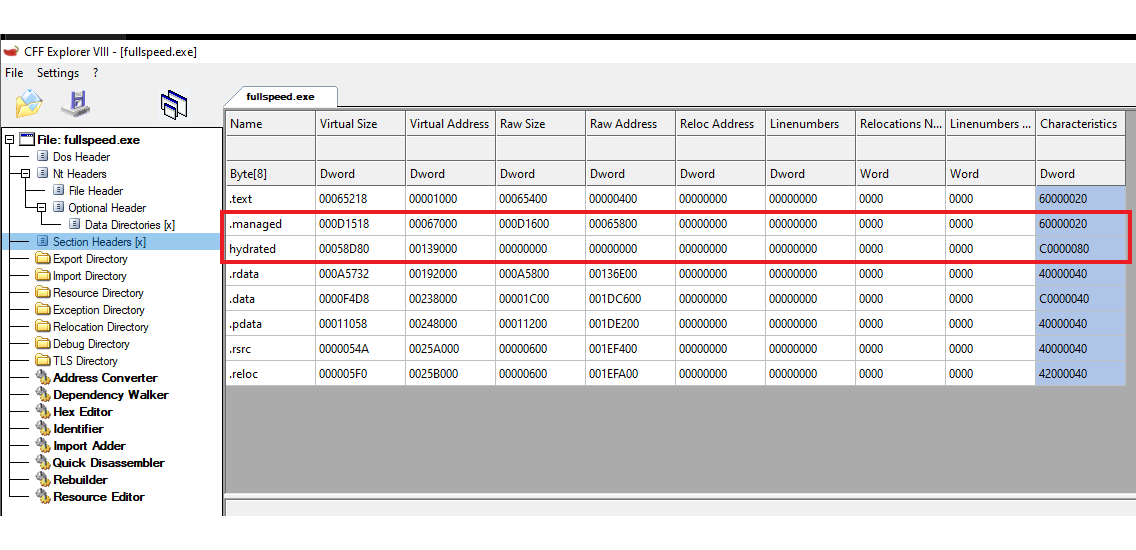 CFF Explorer VIII - [fullspeed.exe]
File Settings ?
fullspeed.exe
File: fullspeed.exe
Dos Header
Nt Headers
File Header
Optional Header
Data Directories [x]
Section Headers [x]
Export Directory
Import Directory
Resource Directory
Exception Directory
Relocation Directory
Debug Directory
TLS Directory
Address Converter
Dependency Walker
Hex Editor
Identifier
Import Adder
Quick Disassembler
Rebuilder
Resource Editor
Name Virtual Size Virtual Address Raw Size Raw Address Reloc Address Linenumbers Relocations N... Linenumbers ... Characteristics
Byte[8] Dword Dword Dword Dword Dword Dword Word Word Dword
.text 00065218 00001000 00065400 00000400 00000000 00000000 0000 0000 60000020
.managed 000D1518 00067000 000D1600 00065800 00000000 00000000 0000 0000 60000020
hydrated 00058D80 00139000 00000000 00000000 00000000 00000000 0000 0000 C0000080
.rdata 000A5732 00192000 000A5800 00136E00 00000000 00000000 0000 0000 40000040
.data 0000F4D8 00238000 00001C00 001DC600 00000000 00000000 0000 0000 C0000040
.pdata 00011058 00248000 00011200 001DE200 00000000 00000000 0000 0000 40000040
.rsrc 0000054A 0025A000 00000600 001EF400 00000000 00000000 0000 0000 40000040
.reloc 000005F0 0025B000 00000600 001EFA00 00000000 00000000 0000 0000 42000040